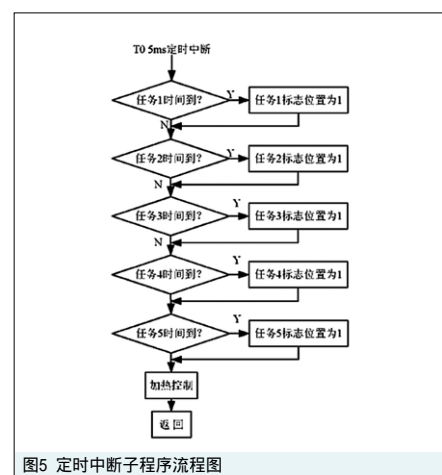 T0 5ms定时中断
任务1时间到?
Y
任务1标志位置为1
N
任务2时间到?
Y
任务2标志位置为1
N
任务3时间到?
Y
任务3标志位置为1
N
任务4时间到?
Y
任务4标志位置为1
任务5时间到?
Y
任务5标志位置为1
加热控制
返回
图5 定时中断子程序流程图